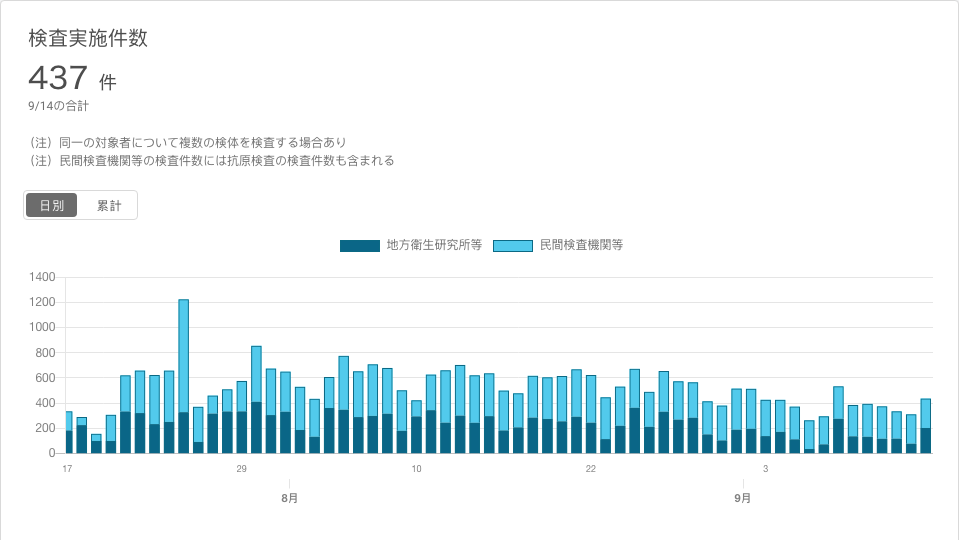 検査実施件数
437 件
9/14の合計
（注）同一の対象者について複数の検体を検査する場合あり
（注）民間検査機関等の検査件数には抗原検査の検査件数も含まれる
日別 累計
地方衛生研究所等 民間検査機関等
1400
1200
1000
800
600
400
200
0
17 29 10 22 3
8月 9月